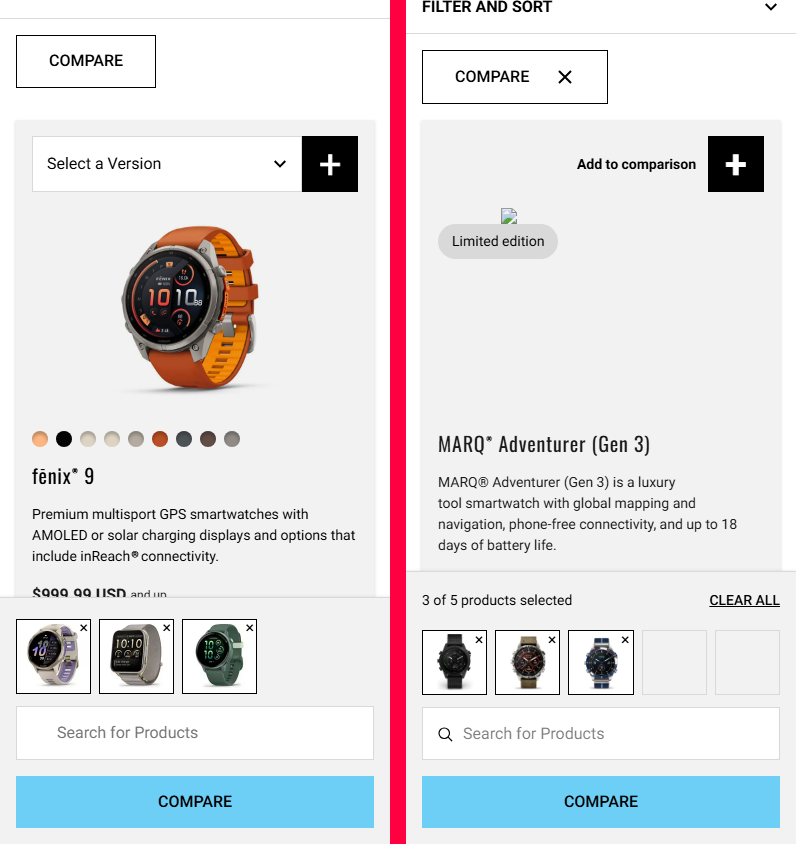 COMPARE
Select a Version
fēnix® 9
Premium multisport GPS smartwatches with
AMOLED or solar charging displays and options that
include inReach® connectivity.
$999.99 USD and up
Search for Products
COMPARE
FILTER AND SORT
COMPARE
Add to comparison
Limited edition
MARQ® Adventurer (Gen 3)
MARQ® Adventurer (Gen 3) is a luxury
tool smartwatch with global mapping and
navigation, phone-free connectivity, and up to 18
days of battery life.
3 of 5 products selected
CLEAR ALL
Search for Products
COMPARE